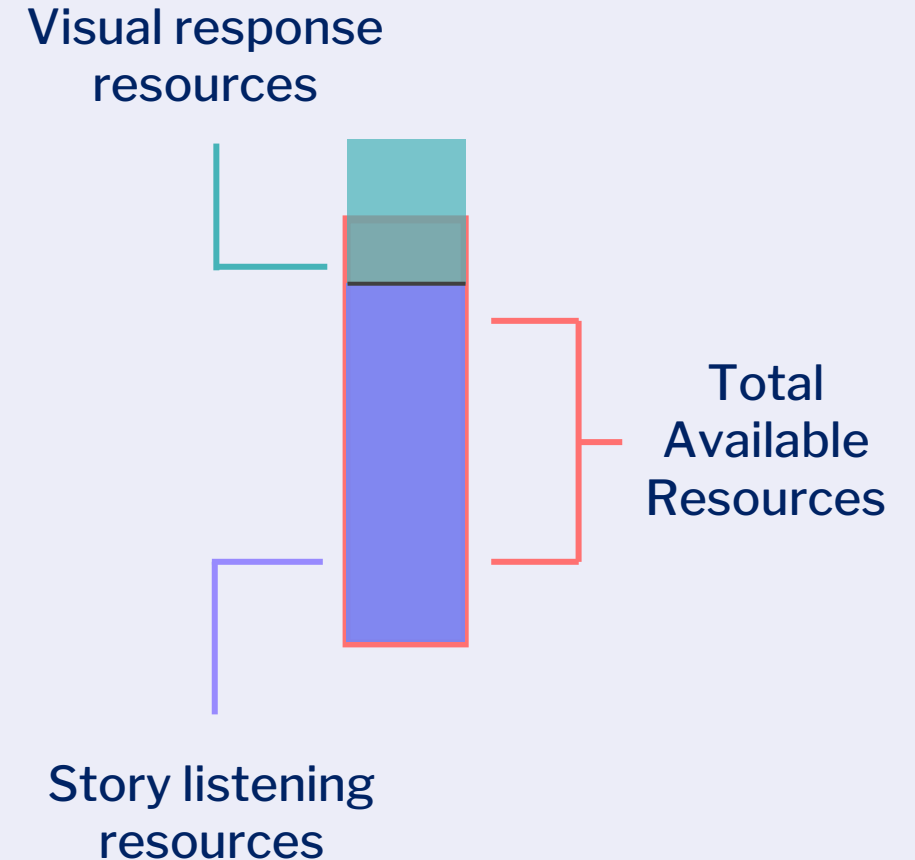 Visual response
resources
Total
Available
Resources
Story listening
resources